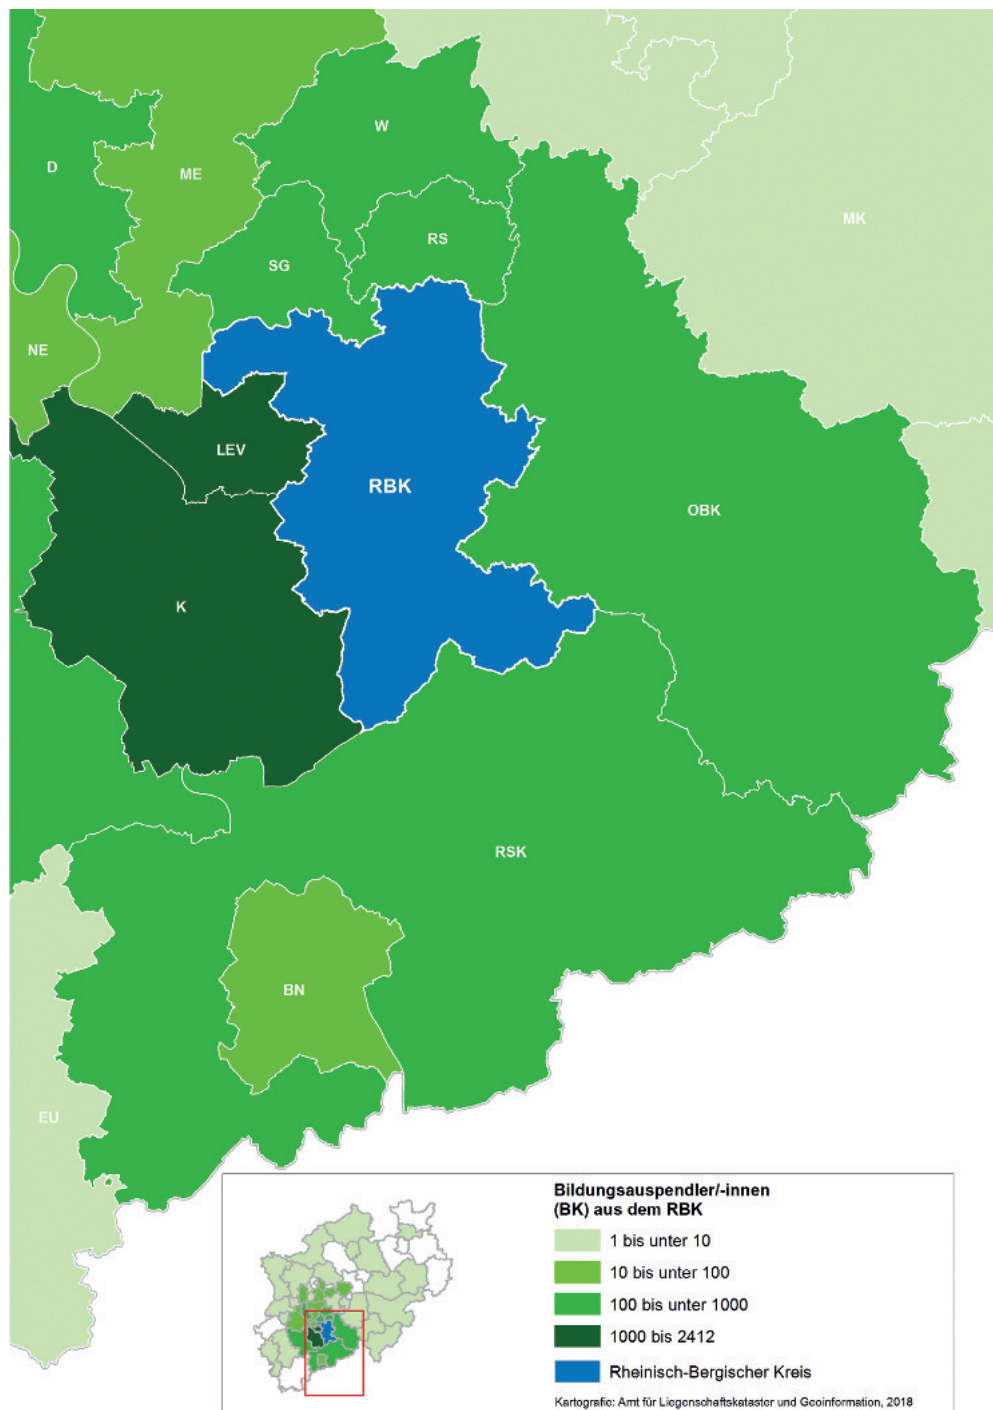 W
D
ME
MK
RS
SG
NE
LEV
RBK
OBK
K
RSK
BN
EU
Bildungsauspendler/-innen
(BK) aus dem RBK
1 bis unter 10
10 bis unter 100
100 bis unter 1000
1000 bis 2412
Rheinisch-Bergischer Kreis
Kartografie: Amt für Liegenschaftskataster und Geoinformation, 2018